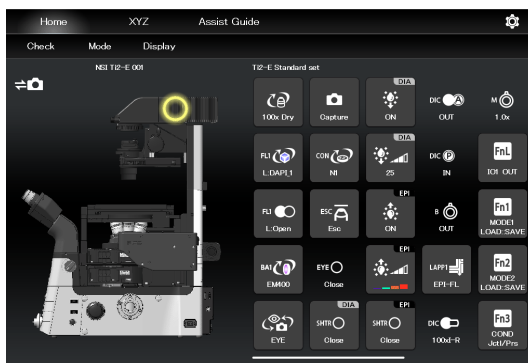 Home XYZ Assist Guide
Check Mode Display
NSI Ti2-E 001
Ti2-E Standard set
100x Dry
Capture
DIA
ON
DIC A
OUT
M
1.0x
FL1
L:DAPI_1
CON
N1
DIA
25
DIC P
IN
FnL
IO1 OUT
FL1
L:Open
ESC
Esc
EPI
ON
B
OUT
Fn1
MODE1
LOAD:SAVE
BA1
EM400
EYE
Close
EPI
LAPP1
EPI-FL
Fn2
MODE2
LOAD:SAVE
EYE
DIA
SHTR
Close
EPI
SHTR
Close
DIC
100xI-R
Fn3
COND
Jctl/Prs